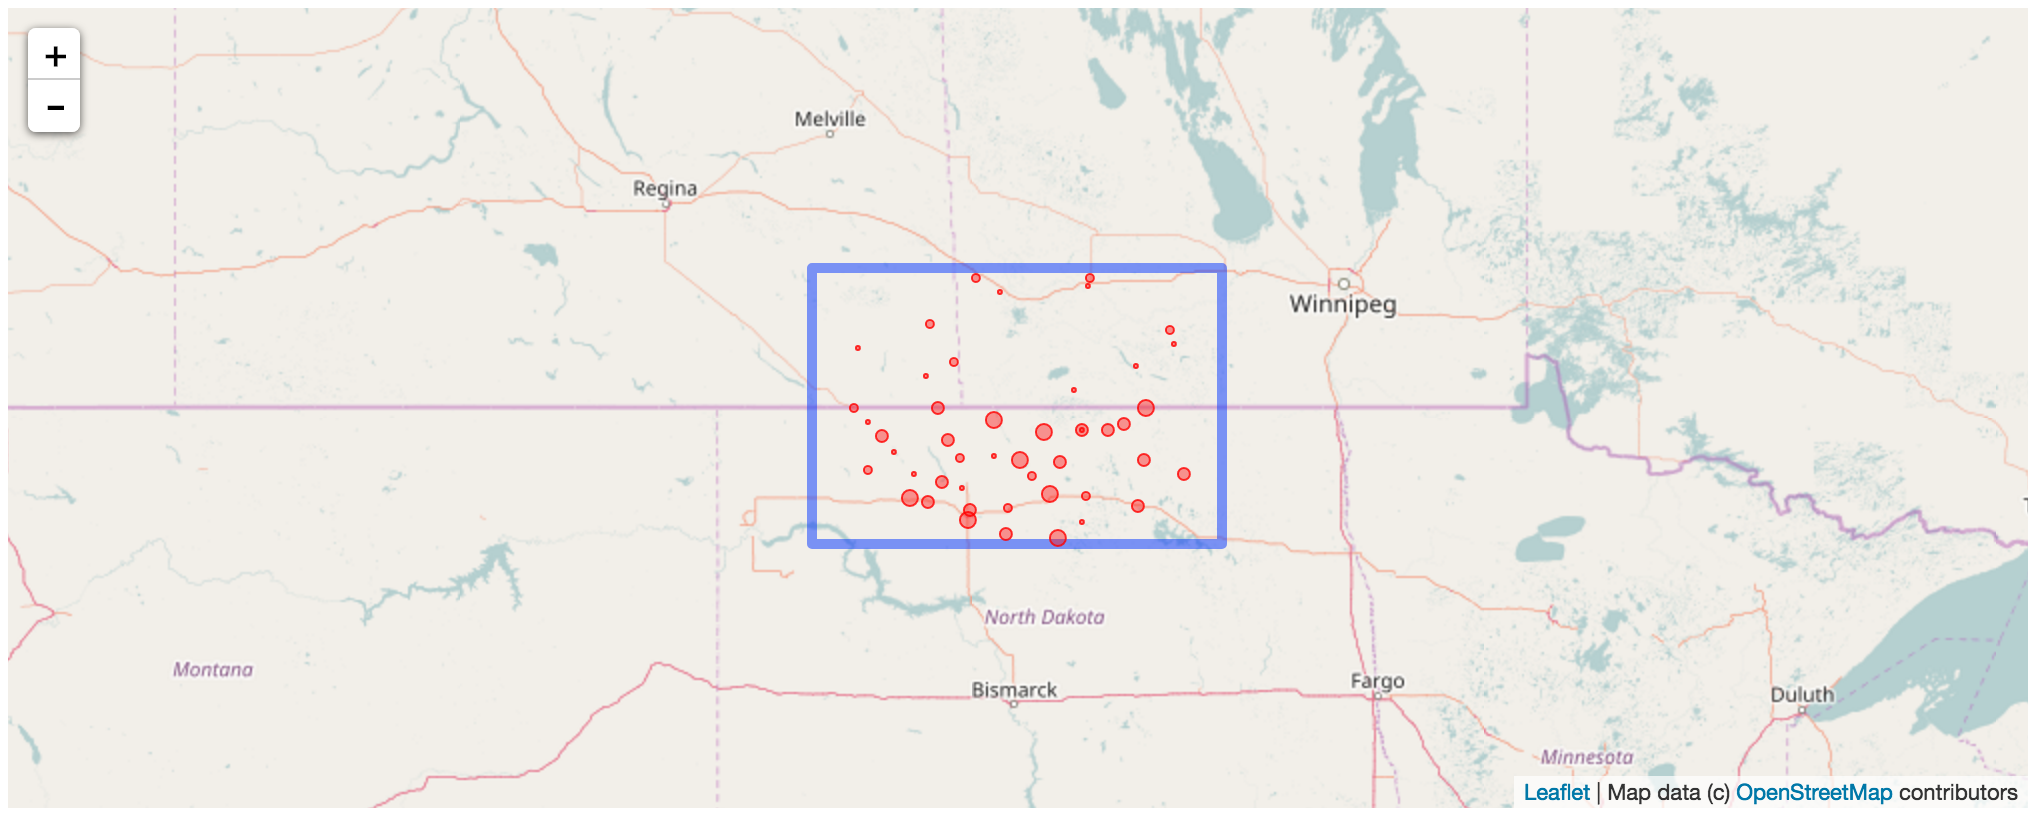 +
-
Melville
Regina
Winnipeg
North Dakota
Montana
Bismarck
Fargo
Duluth
Minnesota
Leaflet | Map data (c) OpenStreetMap contributors